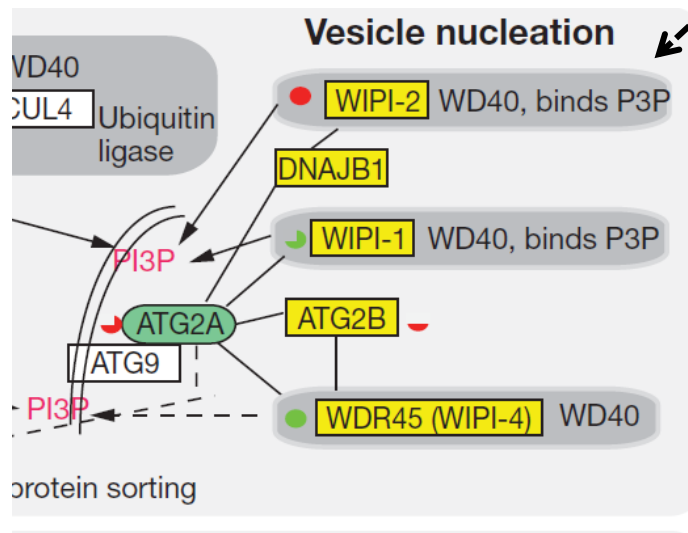 Vesicle nucleation
WD40
CUL4
Ubiquitin
ligase
WIPI-2 WD40, binds P3P
DNAJB1
WIPI-1 WD40, binds P3P
PI3P
ATG2A
ATG2B
ATG9
PI3P
WDR45 (WIPI-4) WD40
protein sorting